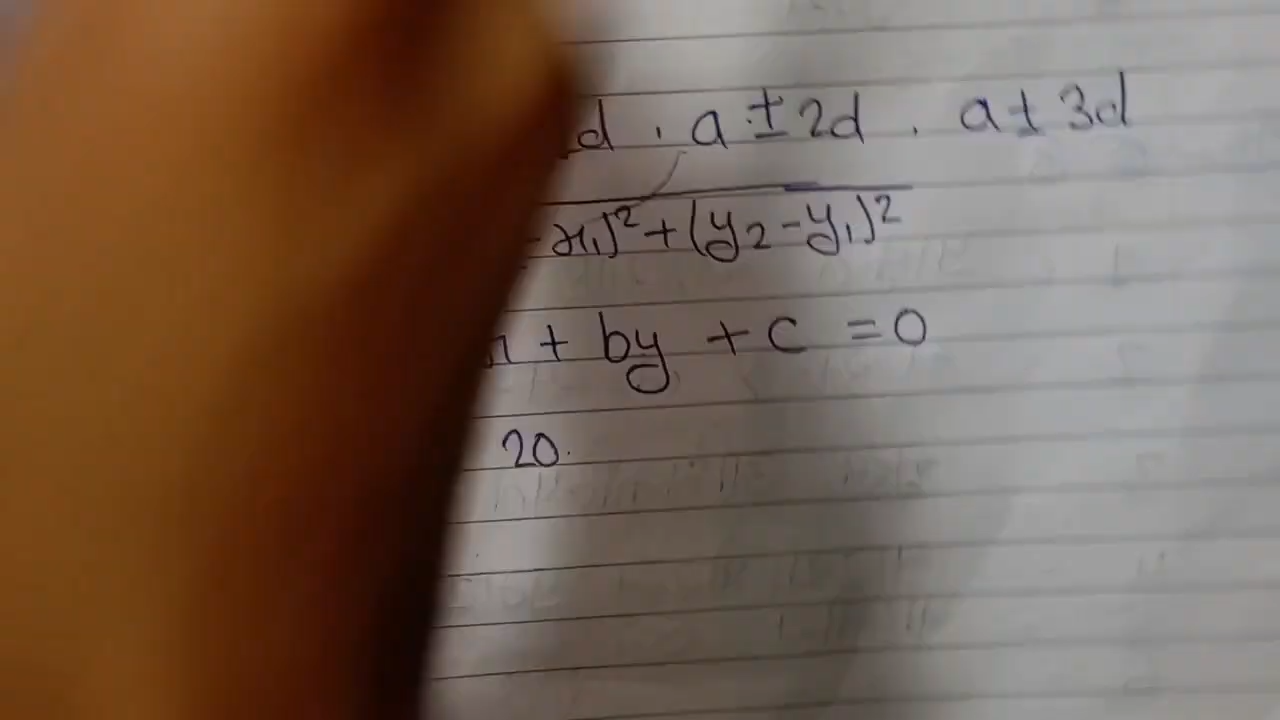 d . a ± 2d . a ± 3d
- x₁)² + (y₂ - y₁)²
x + by + c = 0
20.